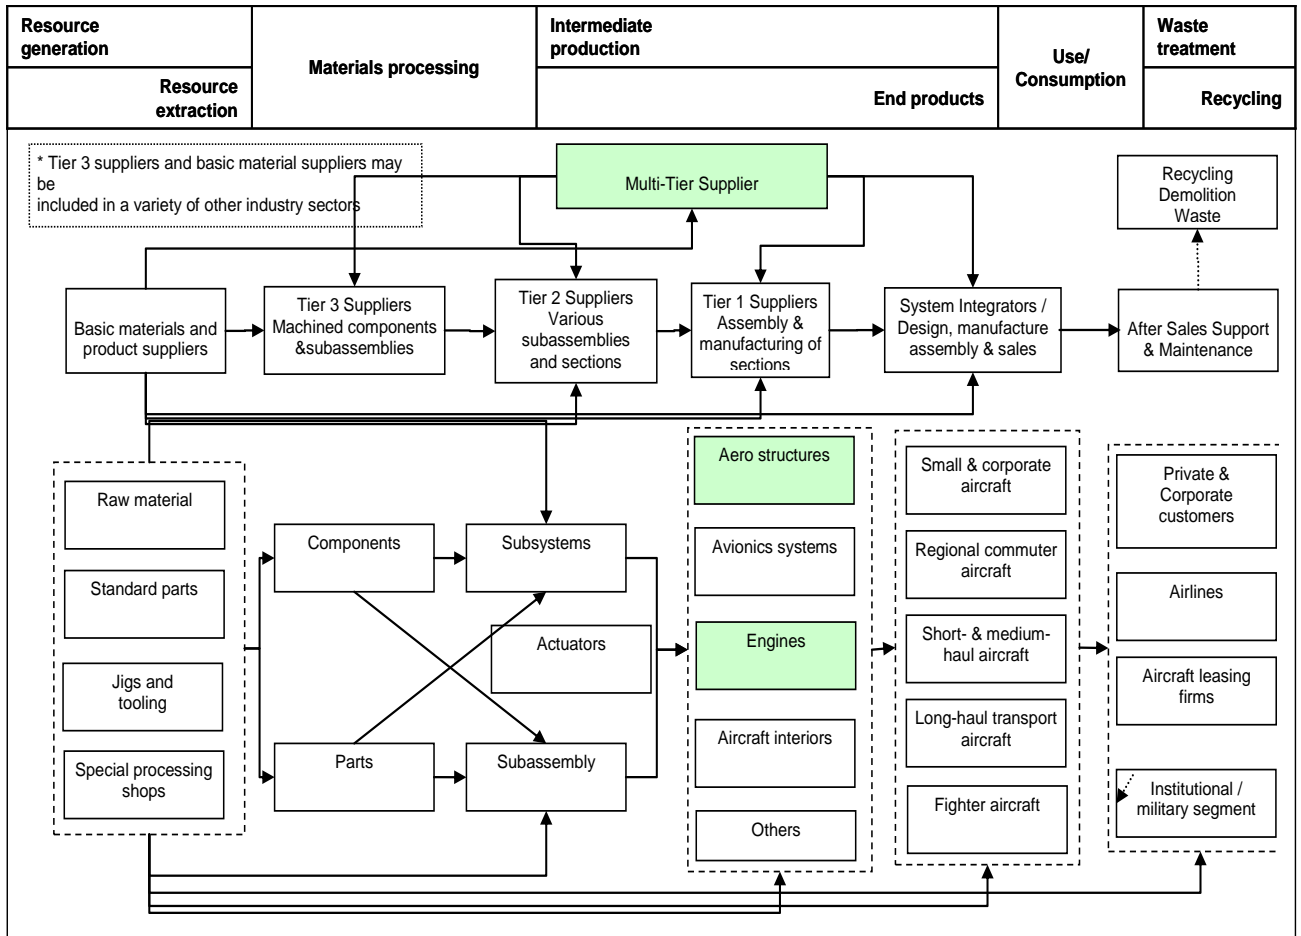 Resource
generation
Resource
extraction
Materials processing
Intermediate
production
End products
Use/
Consumption
Waste
treatment
Recycling
* Tier 3 suppliers and basic material suppliers may
be
included in a variety of other industry sectors
Multi-Tier Supplier
Recycling
Demolition
Waste
Basic materials and
product suppliers
Tier 3 Suppliers
Machined components
&subassemblies
Tier 2 Suppliers
Various
subassemblies
and sections
Tier 1 Suppliers
Assembly &
manufacturing of
sections
System Integrators /
Design, manufacture
assembly & sales
After Sales Support
& Maintenance
Raw material
Standard parts
Jigs and
tooling
Special processing
shops
Components
Parts
Subsystems
Actuators
Subassembly
Aero structures
Avionics systems
Engines
Aircraft interiors
Others
Small & corporate
aircraft
Regional commuter
aircraft
Short- & medium-
haul aircraft
Long-haul transport
aircraft
Fighter aircraft
Private &
Corporate
customers
Airlines
Aircraft leasing
firms
Institutional /
military segment